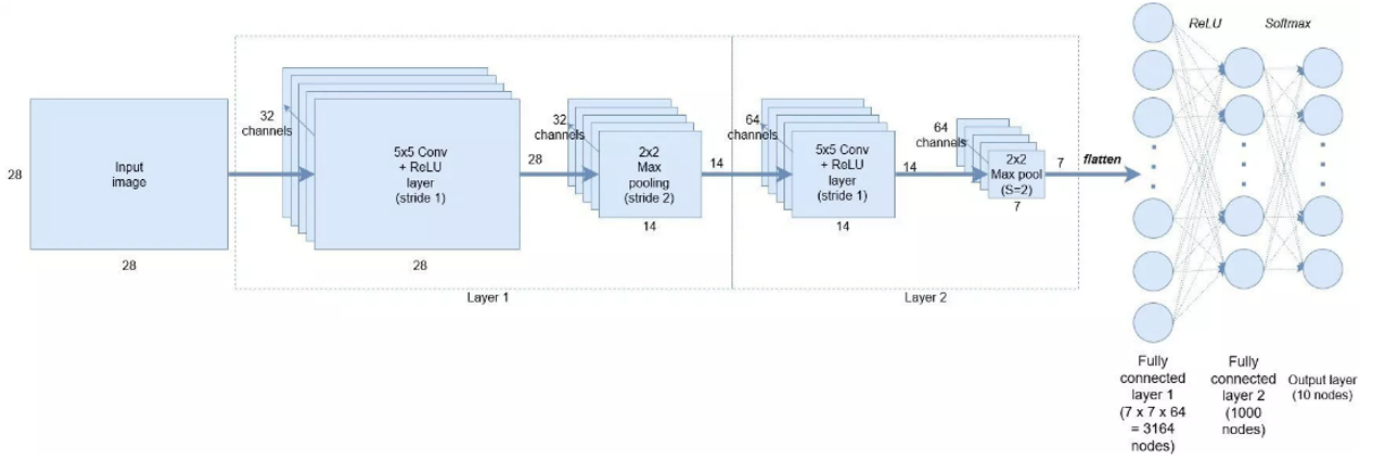 28
Input
image
28
32
channels
5x5 Conv
+ ReLU
layer
(stride 1)
28
28
32
channels
2x2
Max
pooling
(stride 2)
14
14
Layer 1
64
channels
5x5 Conv
+ ReLU
layer
(stride 1)
14
14
64
channels
2x2
Max pool
(S=2)
7
7
Layer 2
flatten
ReLU
Softmax
Fully
connected
layer 1
(7 x 7 x 64
= 3164
nodes)
Fully
connected
layer 2
(1000
nodes)
Output layer
(10 nodes)